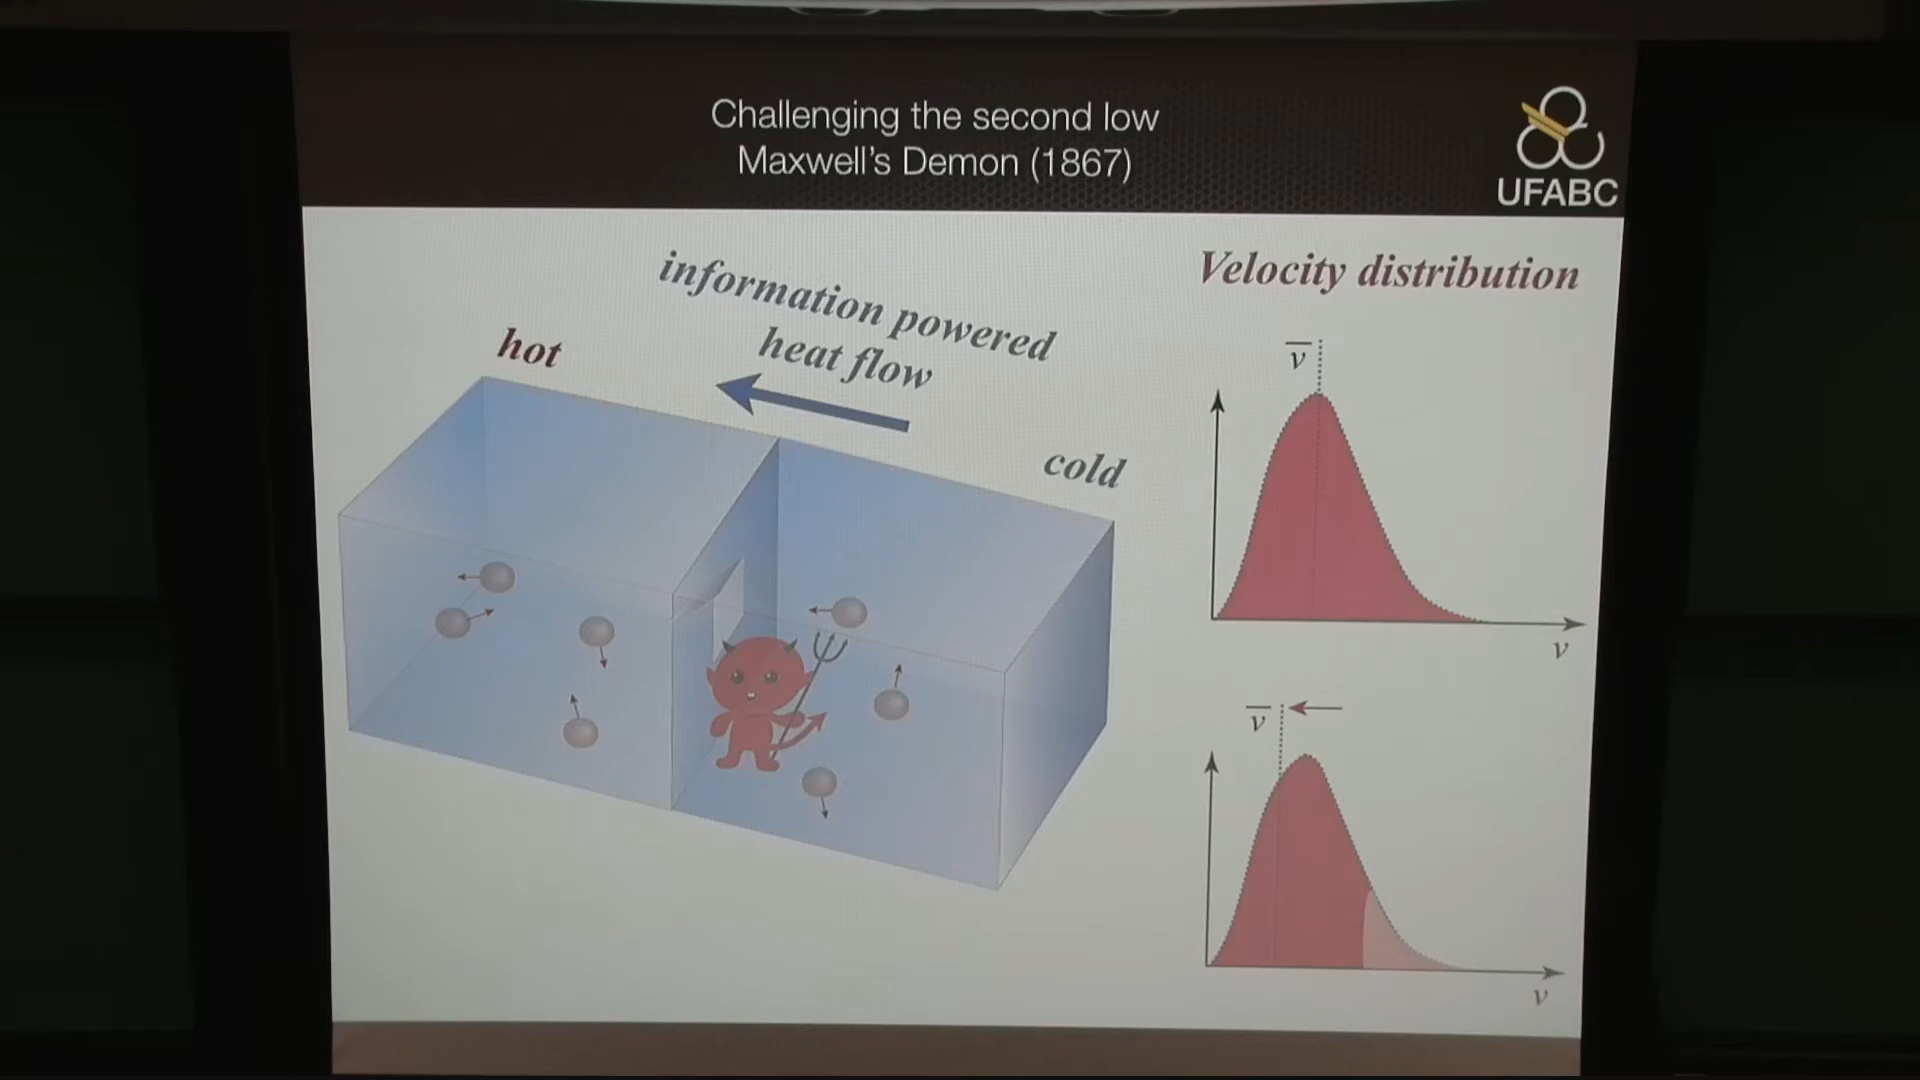 Challenging the second low
Maxwell's Demon (1867)
UFABC
information powered
heat flow
hot
cold
Velocity distribution
v
v
v
v